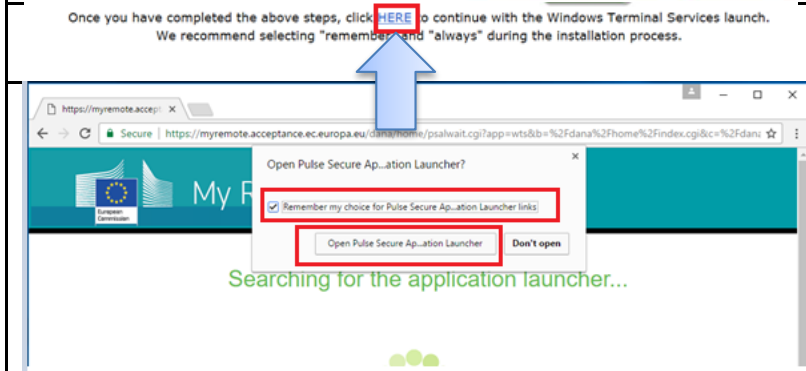 Once you have completed the above steps, click HERE to continue with the Windows Terminal Services launch.
We recommend selecting "remember" and "always" during the installation process.
https://myremote.accept
Secure | https://myremote.acceptance.ec.europa.eu/dana/home/psalwait.cgi?app=wts&b=%2Fdana%2Fhome%2Findex.cgi&c=%2Fdana
Open Pulse Secure Ap...ation Launcher?
European
Commission
My R
Remember my choice for Pulse Secure Ap...ation Launcher links
Open Pulse Secure Ap...ation Launcher
Don't open
Searching for the application launcher...